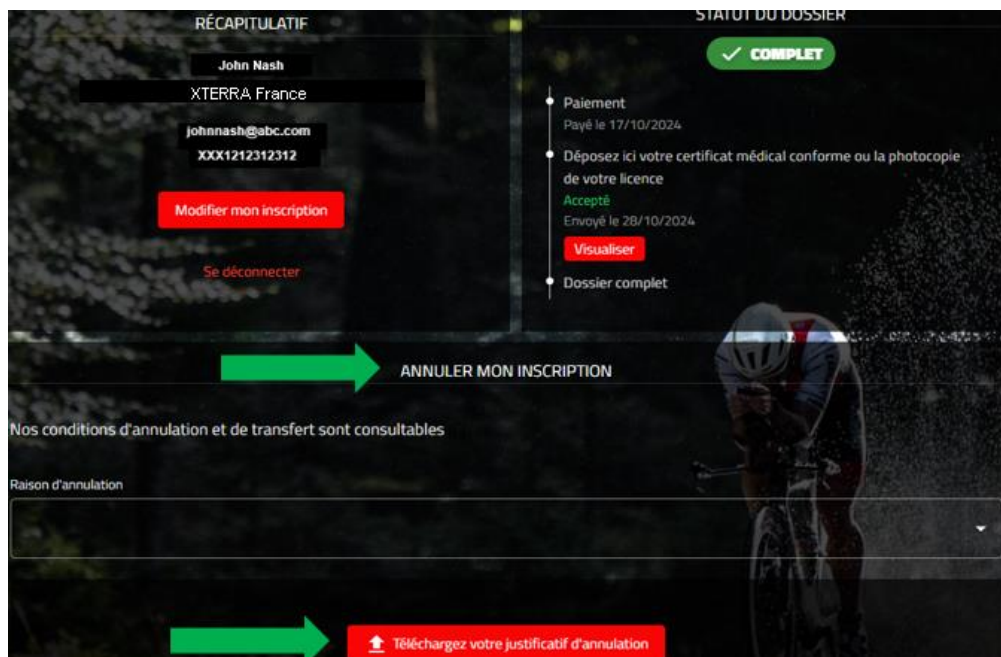 RÉCAPITULATIF
John Nash
XTERRA France
johnnash@abc.com
XXX1212312312
Modifier mon inscription
Se déconnecter
STATUT DU DOSSIER
COMPLET
Paiement
Payé le 17/10/2024
Déposez ici votre certificat médical conforme ou la photocopie
de votre licence
Accepté
Envoyé le 28/10/2024
Visualiser
Dossier complet
ANNULER MON INSCRIPTION
Nos conditions d'annulation et de transfert sont consultables
Raison d'annulation
Téléchargez votre justificatif d'annulation